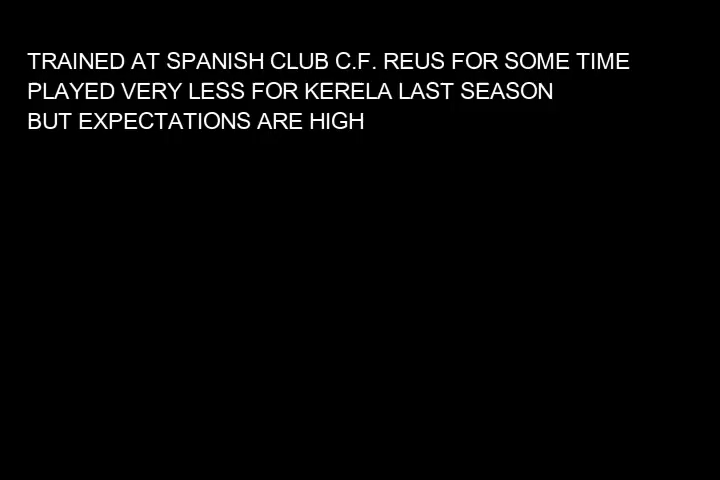 TRAINED AT SPANISH CLUB C.F. REUS FOR SOME TIME
PLAYED VERY LESS FOR KERELA LAST SEASON
BUT EXPECTATIONS ARE HIGH